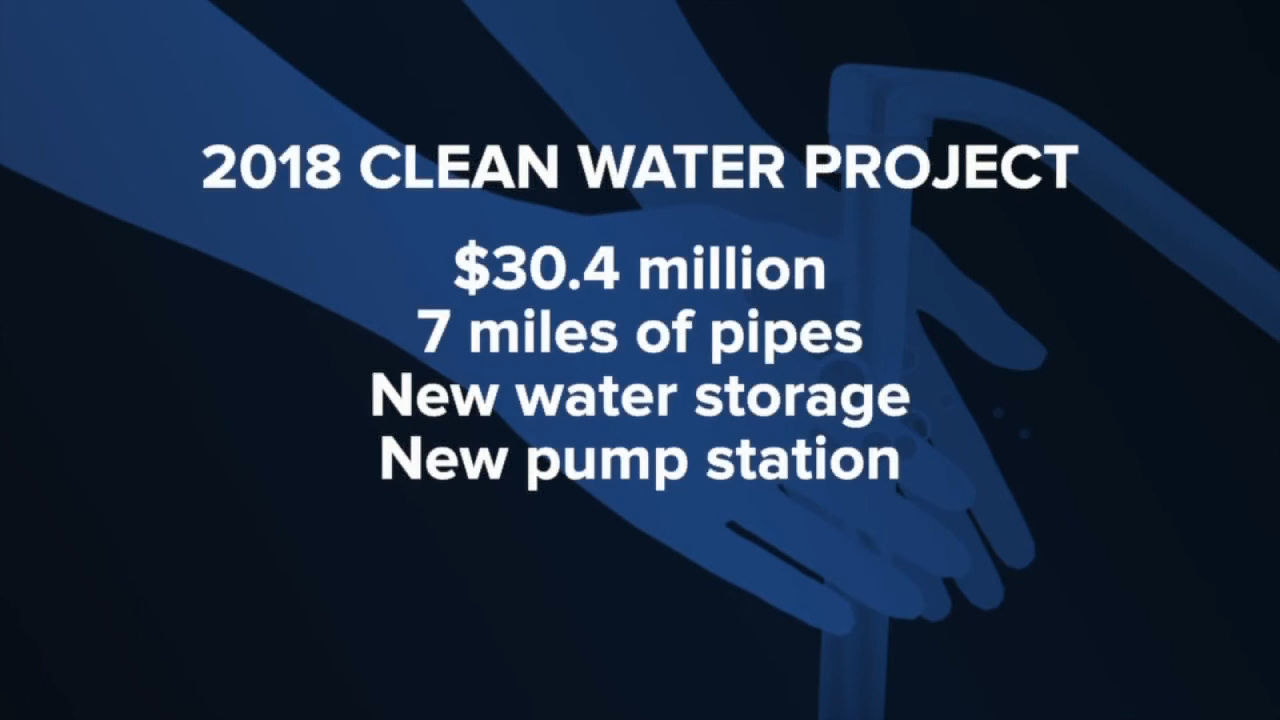 2018 CLEAN WATER PROJECT
$30.4 million
7 miles of pipes
New water storage
New pump station